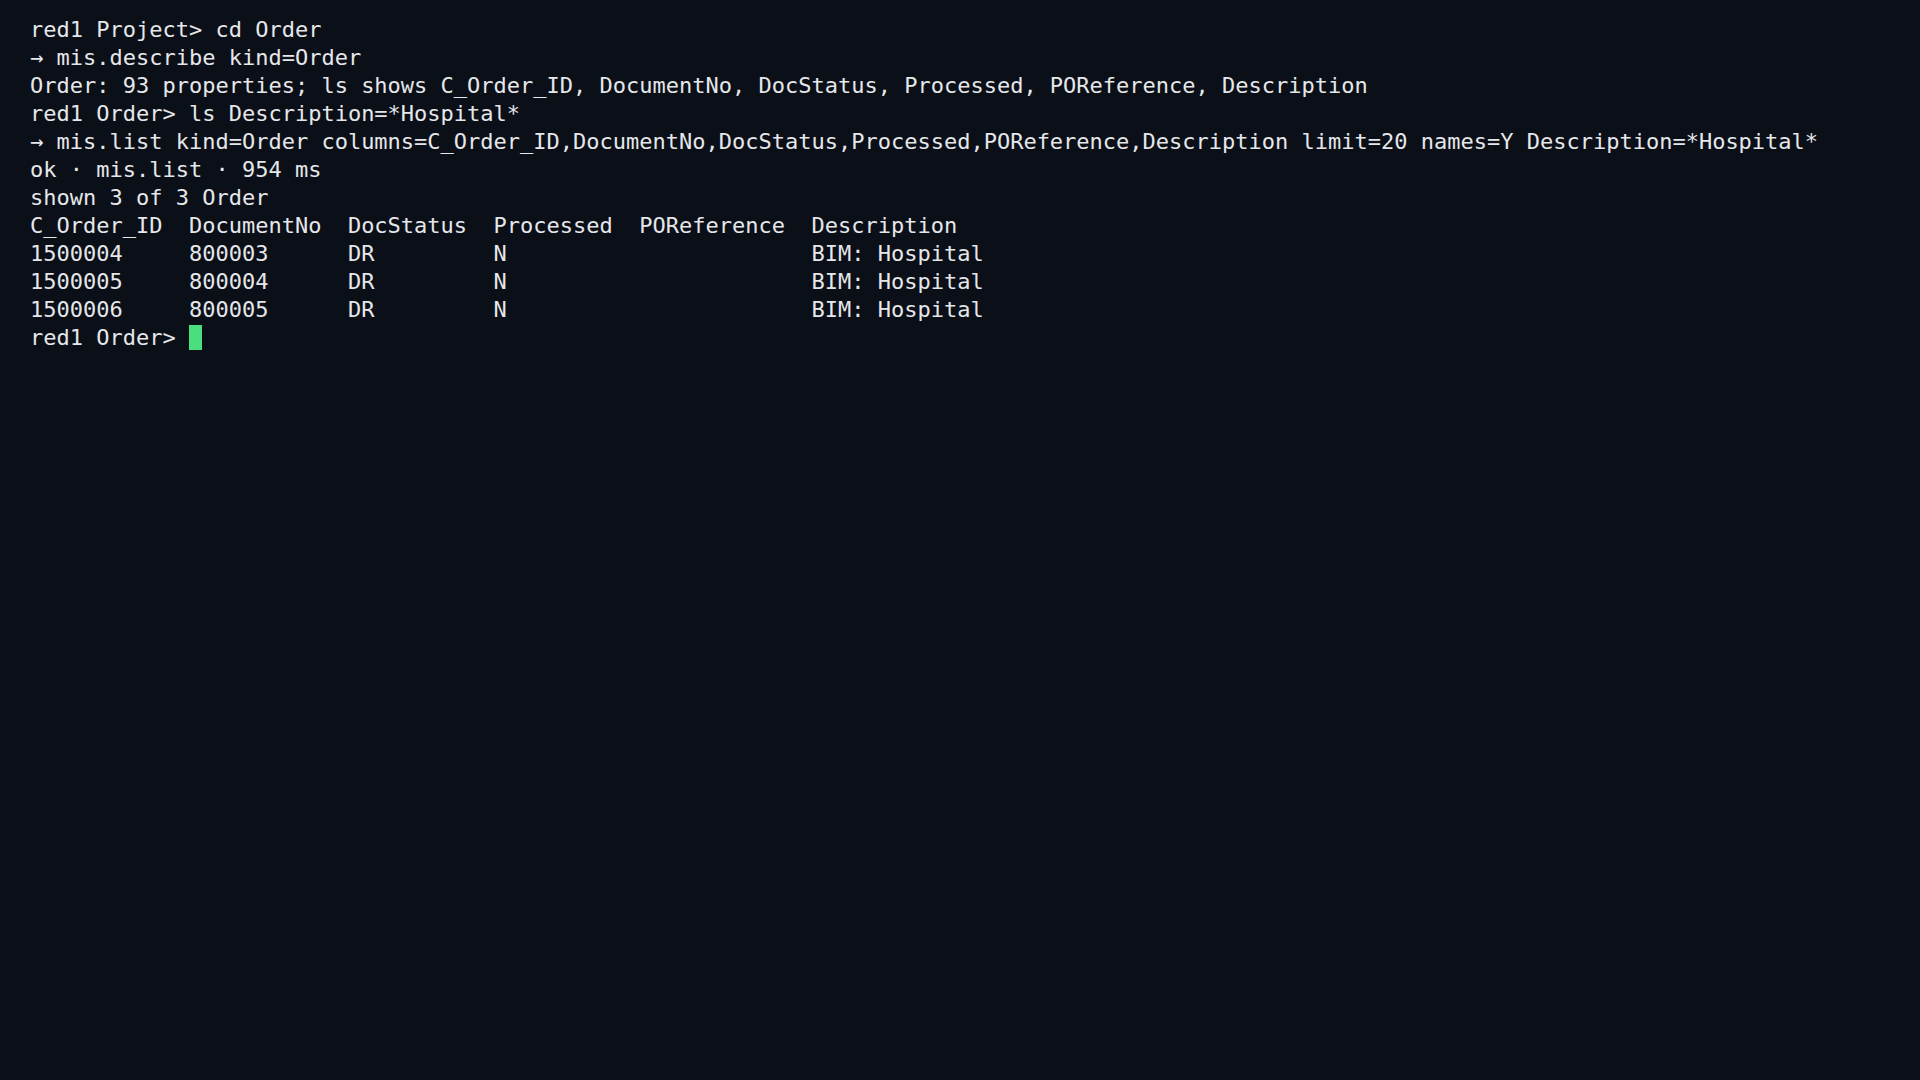 red1 Project> cd Order
→ mis.describe kind=Order
Order: 93 properties; ls shows C_Order_ID, DocumentNo, DocStatus, Processed, POReference, Description
red1 Order> ls Description=*Hospital*
→ mis.list kind=Order columns=C_Order_ID,DocumentNo,DocStatus,Processed,POReference,Description limit=20 names=Y Description=*Hospital*
ok · mis.list · 954 ms
shown 3 of 3 Order
C_Order_ID  DocumentNo  DocStatus  Processed  POReference  Description
1500004     800003      DR         N                       BIM: Hospital
1500005     800004      DR         N                       BIM: Hospital
1500006     800005      DR         N                       BIM: Hospital
red1 Order>